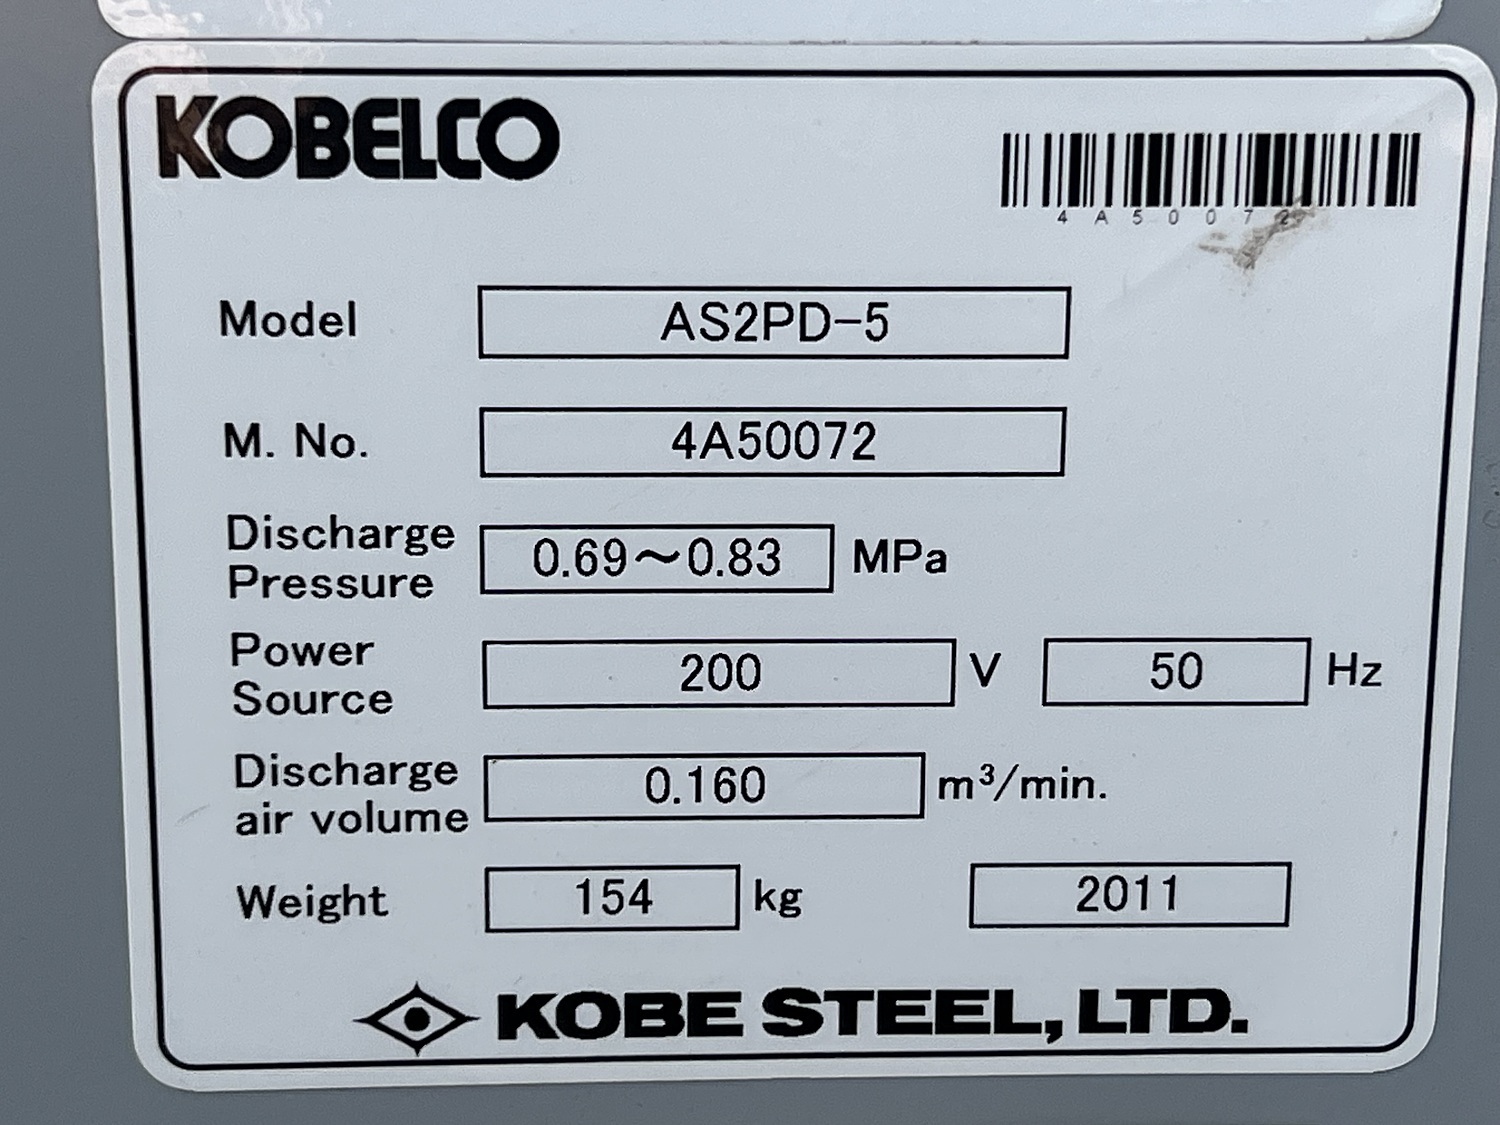 KOBELCO
4A50072
Model AS2PD-5
M. No. 4A50072
Discharge
Pressure 0.69～0.83 MPa
Power
Source 200 V 50 Hz
Discharge
air volume 0.160 m³/min.
Weight 154 kg 2011
KOBE STEEL, LTD.